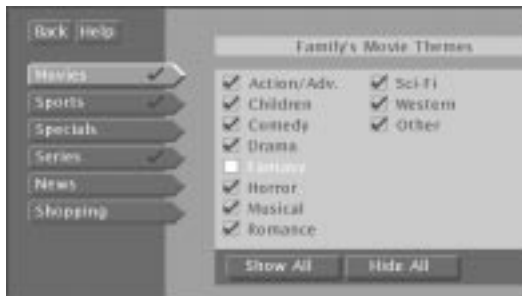 Back Help
Family's Movie Themes
Movies
Sports
Specials
Series
News
Shopping
Action/Adv.
Children
Comedy
Drama
Fantasy
Horror
Musical
Romance
Sci-Fi
Western
Other
Show All Hide All